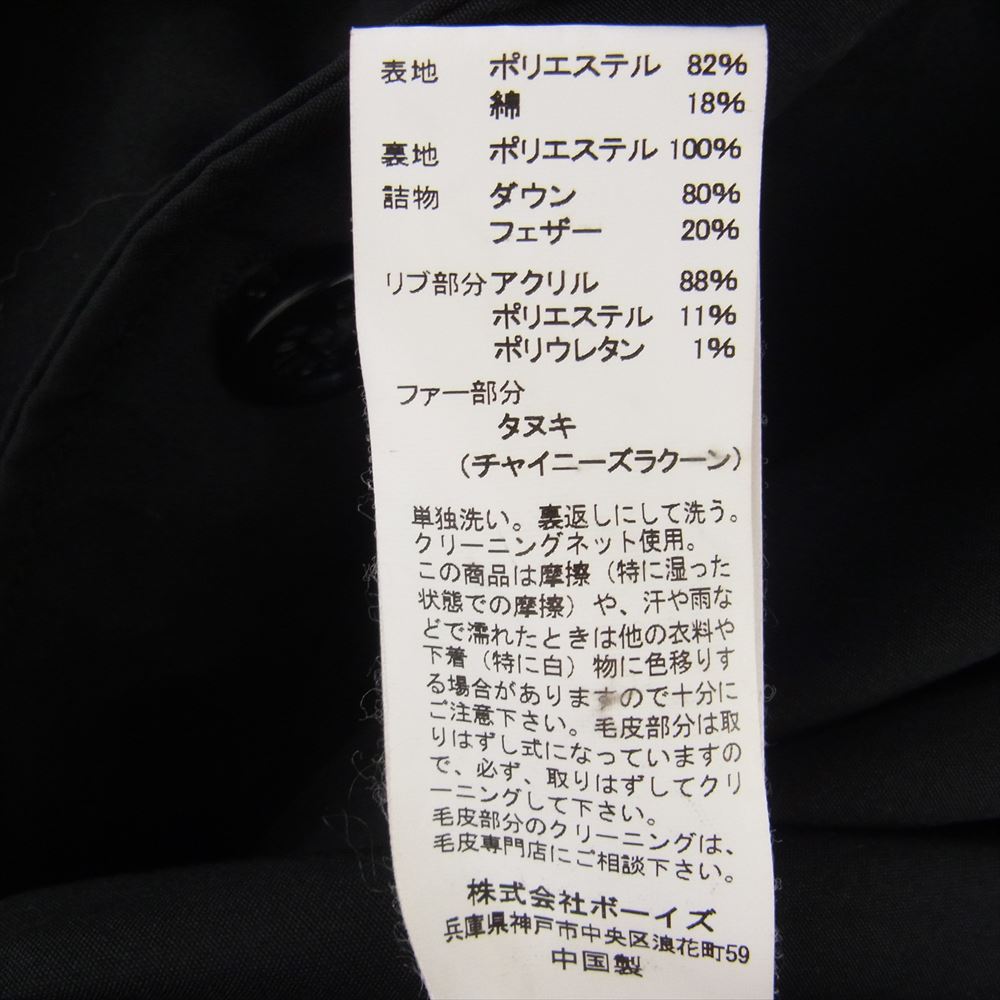 表地 ポリエステル 82%
綿 18%
裏地 ポリエステル 100%
詰物 ダウン 80%
フェザー 20%
リブ部分 アクリル 88%
ポリエステル 11%
ポリウレタン 1%
ファー部分
タヌキ
(チャイニーズラクーン)
単独洗い。裏返しにして洗う。
クリーニングネット使用。
この商品は摩擦(特に湿った
状態での摩擦)や、汗や雨な
どで濡れたときは他の衣料や
下着(特に白)物に色移りす
る場合がありますので十分に
ご注意下さい。毛皮部分は取
りはずし式になっていますの
で、必ず、取りはずしてクリ
ーニングして下さい。
毛皮部分のクリーニングは、
毛皮専門店にご相談下さい。
株式会社ボーイズ
兵庫県神戸市中央区浪花町59
中国製